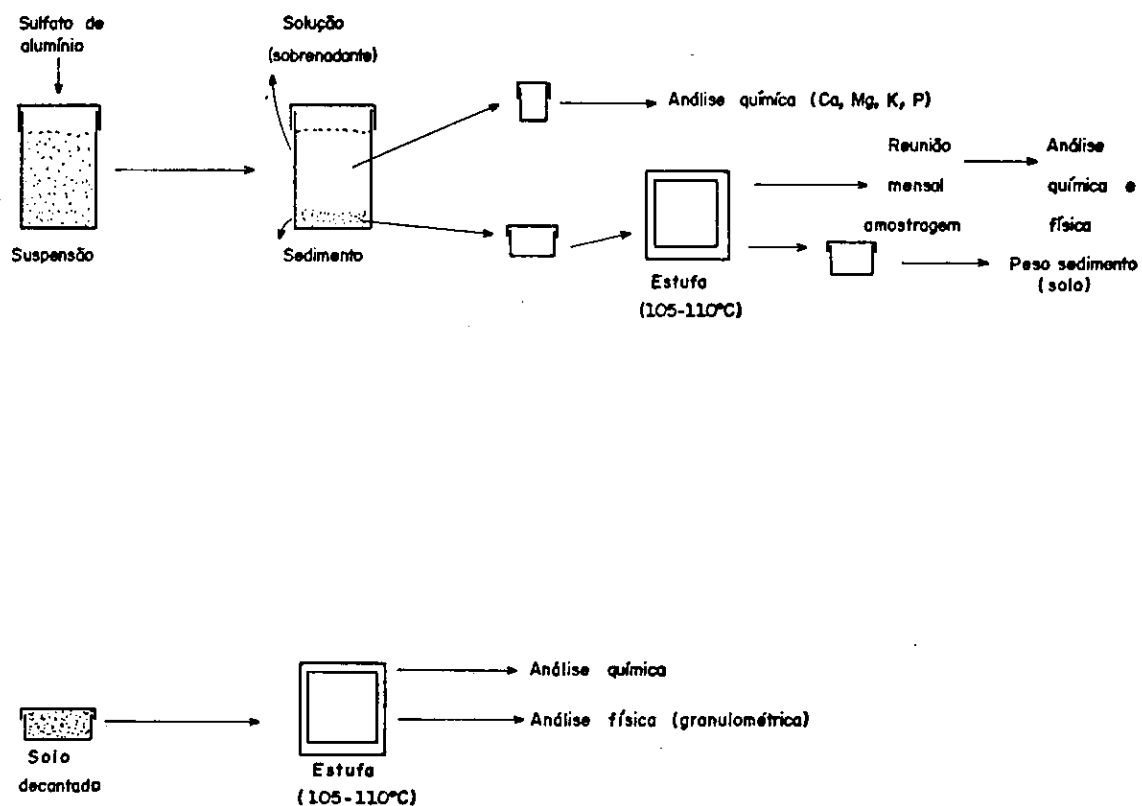 Sulfato de
alumínio
Solução
(sobrenadante)
Análise química (Ca, Mg, K, P)
Reunião
mensal
amostragem
Análise
química e
física
Suspensão
Sedimento
Estufa
(105-110°C)
Peso sedimento
(solo)
Análise química
Análise física (granulométrica)
Solo
decantado
Estufa
(105-110°C)